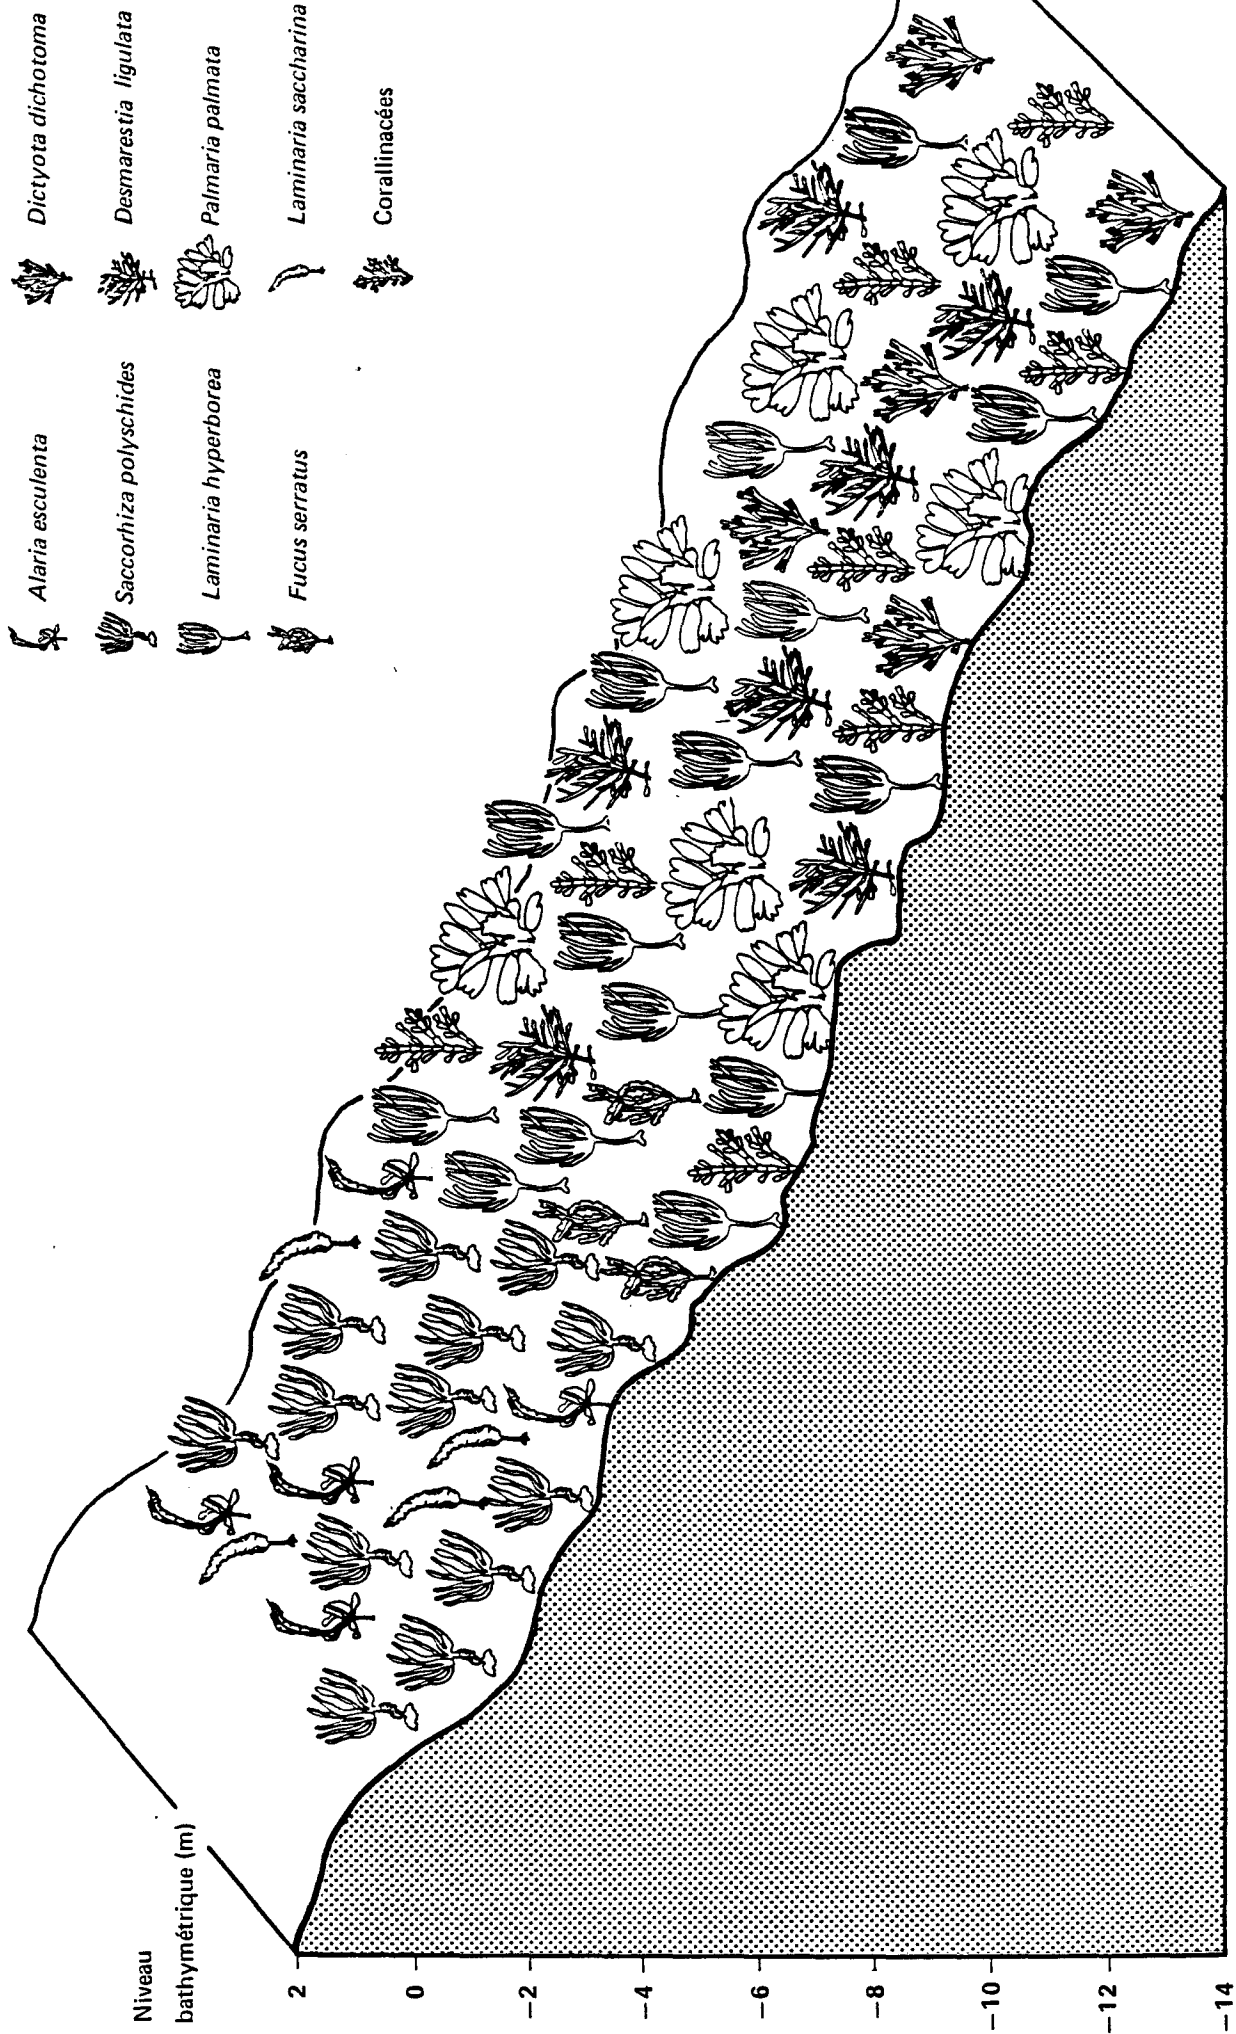 Alaria esculenta
Saccorhiza polyschides
Laminaria hyperborea
Fucus serratus
Dictyota dichotoma
Desmarestia ligulata
Palmaria palmata
Laminaria saccharina
Corallinacées
Niveau
bathymétrique (m)
2
0
−2
−4
−6
−8
−10
−12
−14